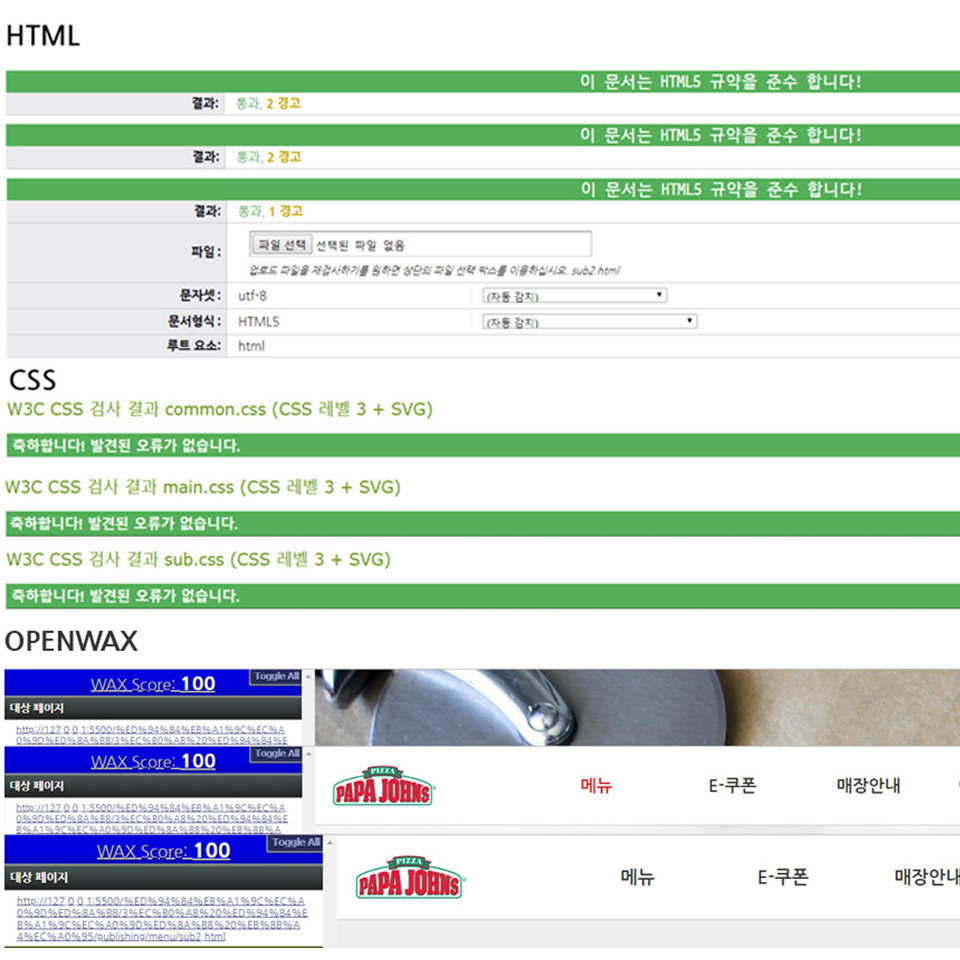 HTML
이 문서는 HTML5 규약을 준수 합니다!
결과: 통과, 2 경고
이 문서는 HTML5 규약을 준수 합니다!
결과: 통과, 2 경고
이 문서는 HTML5 규약을 준수 합니다!
결과: 통과, 1 경고
파일 : 파일 선택 선택된 파일 없음
업로드 파일을 재검사하기를 원하면 상단의 파일 선택 박스를 이용하십시오. sub2.html
문자셋 : utf-8 (자동 감지)
문서형식 : HTML5 (자동 감지)
루트 요소: html
CSS
W3C CSS 검사 결과 common.css (CSS 레벨 3 + SVG)
축하합니다! 발견된 오류가 없습니다.
W3C CSS 검사 결과 main.css (CSS 레벨 3 + SVG)
축하합니다! 발견된 오류가 없습니다.
W3C CSS 검사 결과 sub.css (CSS 레벨 3 + SVG)
축하합니다! 발견된 오류가 없습니다.
OPENWAX
WAX Score: 100 Toggle All
대상 페이지
http://127.0.0.1:5500/%ED%94%84%EB%A1%9C%EC%A
0%9D%ED%8A%B8/3%EC%B0%A8%20%ED%94%84%E
WAX Score: 100 Toggle All
대상 페이지
http://127.0.0.1:5500/%ED%94%84%EB%A1%9C%EC%A
0%9D%ED%8A%B8/3%EC%B0%A8%20%ED%94%84%E
B%A1%9C%EC%A0%9D%ED%8A%B8%20%EB%8B%A
PIZZA
PAPA JOHNS
메뉴 E-쿠폰 매장안내
WAX Score: 100 Toggle All
대상 페이지
http://127.0.0.1:5500/%ED%94%84%EB%A1%9C%EC%A
0%9D%ED%8A%B8/3%EC%B0%A8%20%ED%94%84%E
B%A1%9C%EC%A0%9D%ED%8A%B8%20%EB%8B%A
4%EC%A0%95/publishing/menu/sub2.html
PIZZA
PAPA JOHNS
메뉴 E-쿠폰 매장안내